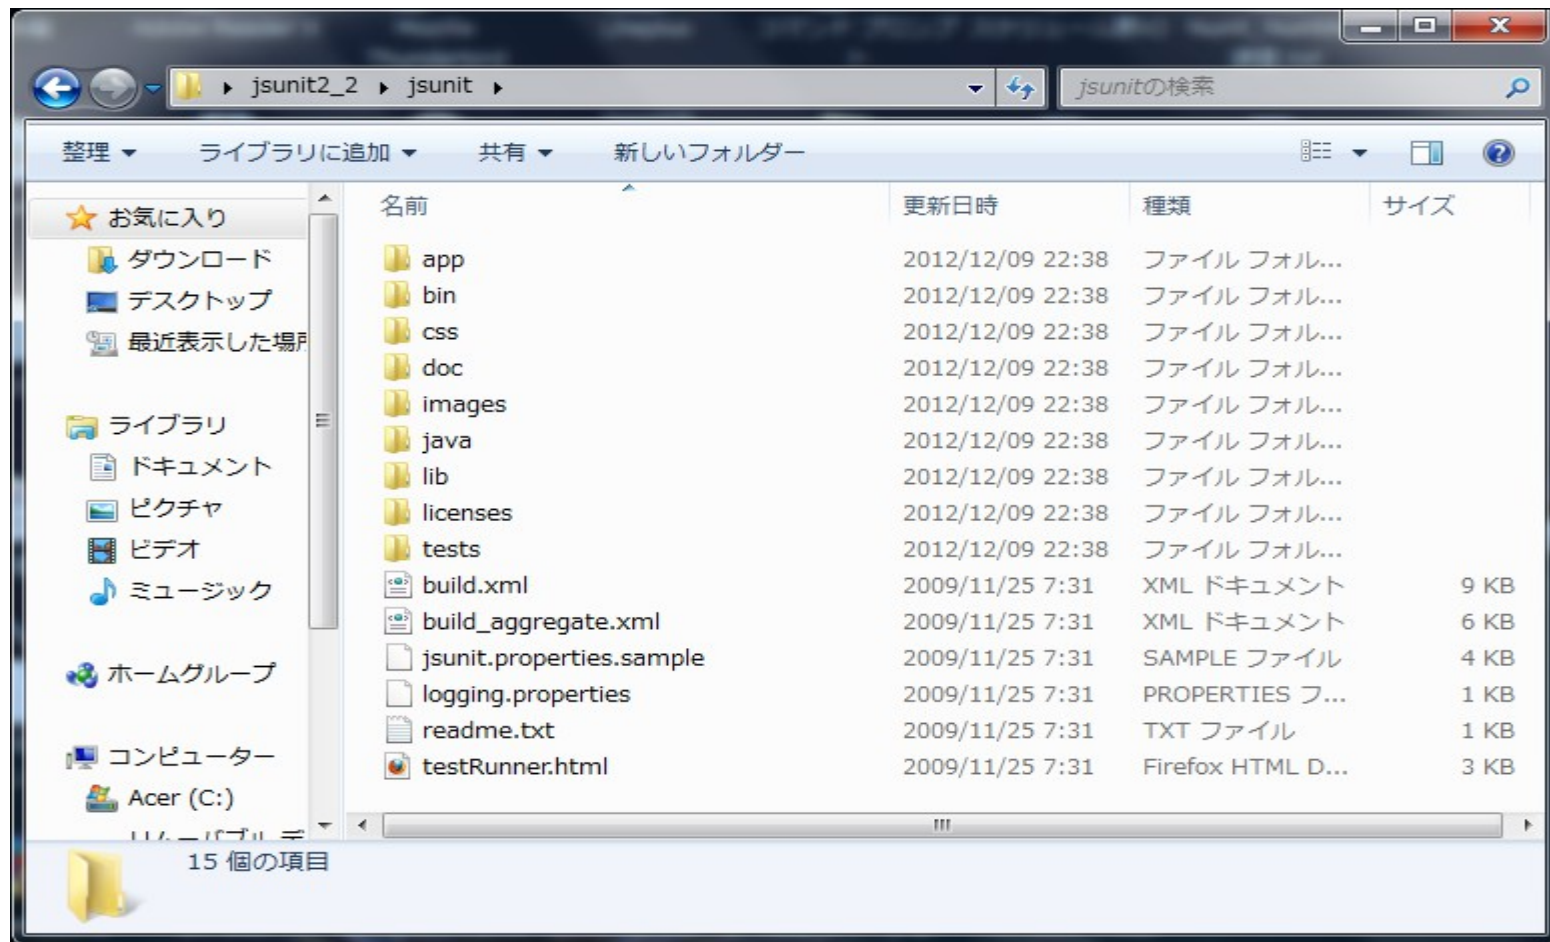 jsunit2_2 jsunit
jsunitの検索
整理 ライブラリに追加 共有 新しいフォルダー
名前 更新日時 種類 サイズ
お気に入り
ダウンロード
デスクトップ
最近表示した場所
ライブラリ
ドキュメント
ピクチャ
ビデオ
ミュージック
ホームグループ
コンピューター
Acer (C:)
app 2012/12/09 22:38 ファイル フォル...
bin 2012/12/09 22:38 ファイル フォル...
css 2012/12/09 22:38 ファイル フォル...
doc 2012/12/09 22:38 ファイル フォル...
images 2012/12/09 22:38 ファイル フォル...
java 2012/12/09 22:38 ファイル フォル...
lib 2012/12/09 22:38 ファイル フォル...
licenses 2012/12/09 22:38 ファイル フォル...
tests 2012/12/09 22:38 ファイル フォル...
build.xml 2009/11/25 7:31 XML ドキュメント 9 KB
build_aggregate.xml 2009/11/25 7:31 XML ドキュメント 6 KB
jsunit.properties.sample 2009/11/25 7:31 SAMPLE ファイル 4 KB
logging.properties 2009/11/25 7:31 PROPERTIES フ... 1 KB
readme.txt 2009/11/25 7:31 TXT ファイル 1 KB
testRunner.html 2009/11/25 7:31 Firefox HTML D... 3 KB
15 個の項目